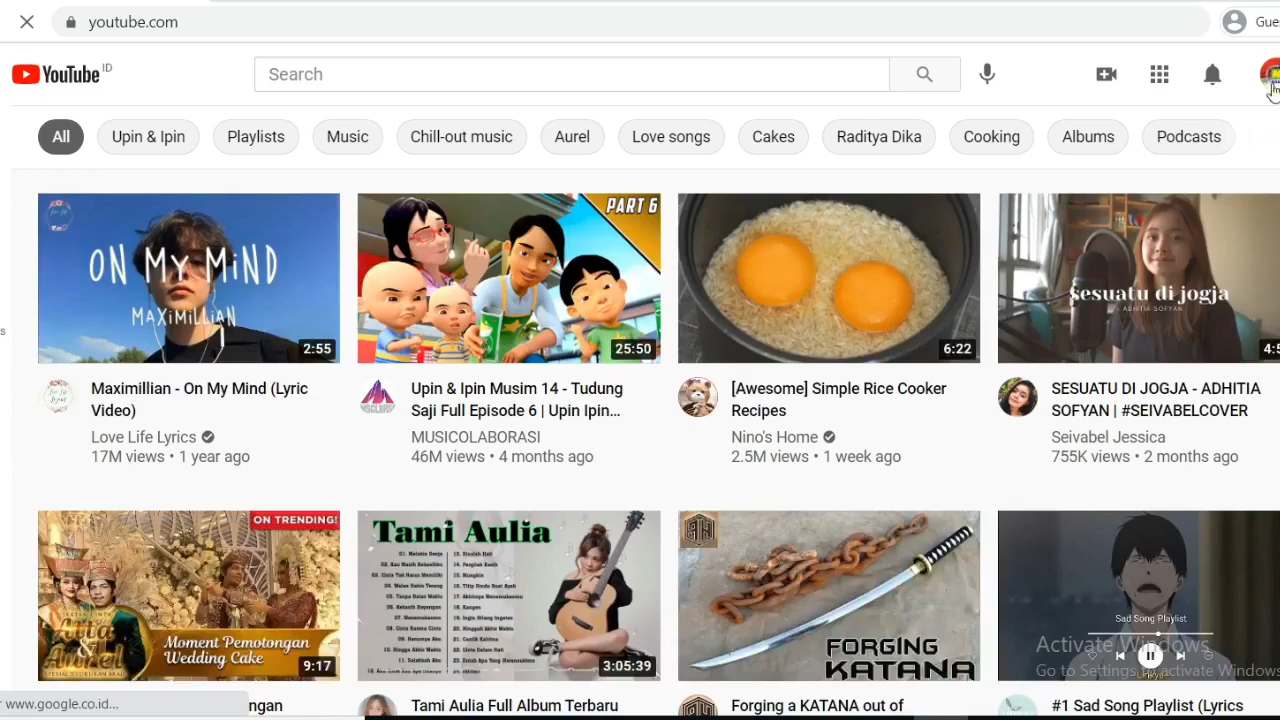 youtube.com
Gue
YouTube ID
Search
All
Upin & Ipin
Playlists
Music
Chill-out music
Aurel
Love songs
Cakes
Raditya Dika
Cooking
Albums
Podcasts
ON MY MIND
MAXIMILLIAN
2:55
PART 6
25:50
6:22
Sesuatu di jogja
ADHITIA SOFYAN
4:5
s
Maximillian - On My Mind (Lyric
Video)
Love Life Lyrics
17M views • 1 year ago
Upin & Ipin Musim 14 - Tudung
Saji Full Episode 6 | Upin Ipin...
MUSICOLABORASI
46M views • 4 months ago
[Awesome] Simple Rice Cooker
Recipes
Nino's Home
2.5M views • 1 week ago
SESUATU DI JOGJA - ADHITIA
SOFYAN | #SEIVABELCOVER
Seivabel Jessica
755K views • 2 months ago
ON TRENDING!
IKATAN CINTA
Atta
&
Aurel
Moment Pemotongan
Wedding Cake
9:17
Tami Aulia
3:05:39
FORGING
KATANA
Sad Song Playlist
Activate Windows
Go to Settings to activate Windows
www.google.co.id...
ngan
Tami Aulia Full Album Terbaru
Forging a KATANA out of
#1 Sad Song Playlist (Lyrics